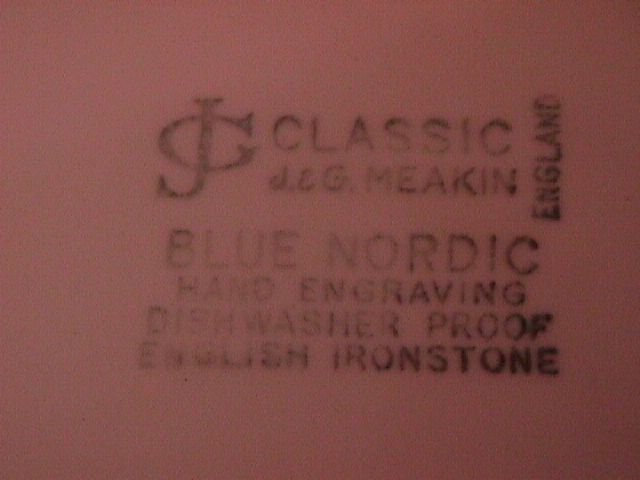 JG CLASSIC
J.&G. MEAKIN
ENGLAND
BLUE NORDIC
HAND ENGRAVING
DISHWASHER PROOF
ENGLISH IRONSTONE